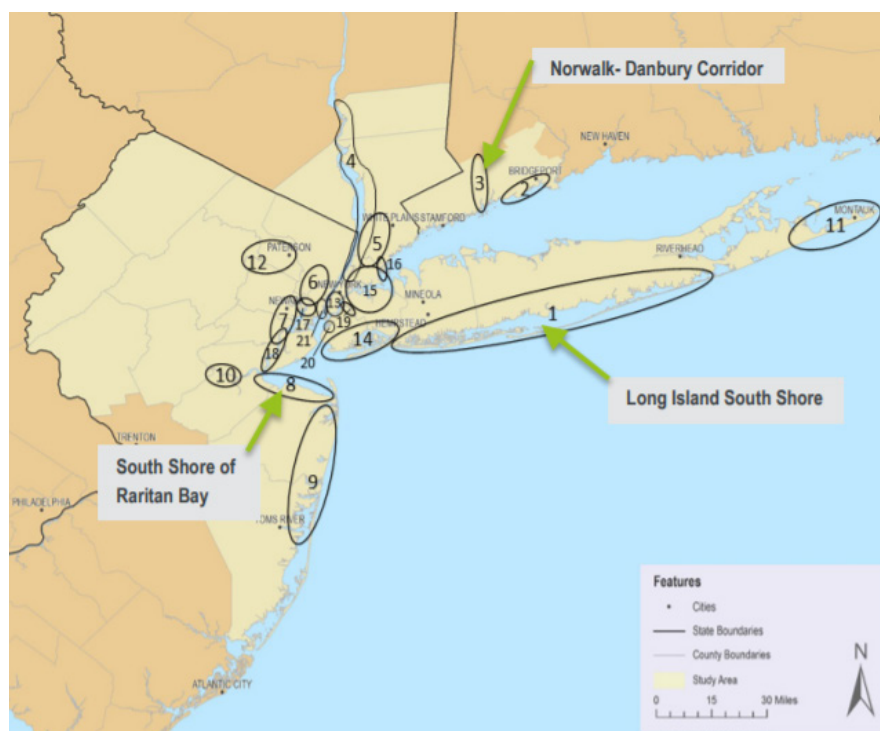 Norwalk- Danbury Corridor
NEW HAVEN
4
3
BRIDGEPORT
2
MONTAUK
11
WHITE PLAINS
STAMFORD
5
PATERSON
12
16
RIVERHEAD
6
NEW YORK
15
MINEOLA
13
7
17
19
HEMPSTEAD
1
21
14
18
20
10
8
Long Island South Shore
TRENTON
South Shore of
Raritan Bay
9
PHILADELPHIA
OMS RIVER
Features
Cities
State Boundaries
County Boundaries
Study Area
0 15 30 Miles
N
ATLANTIC CITY